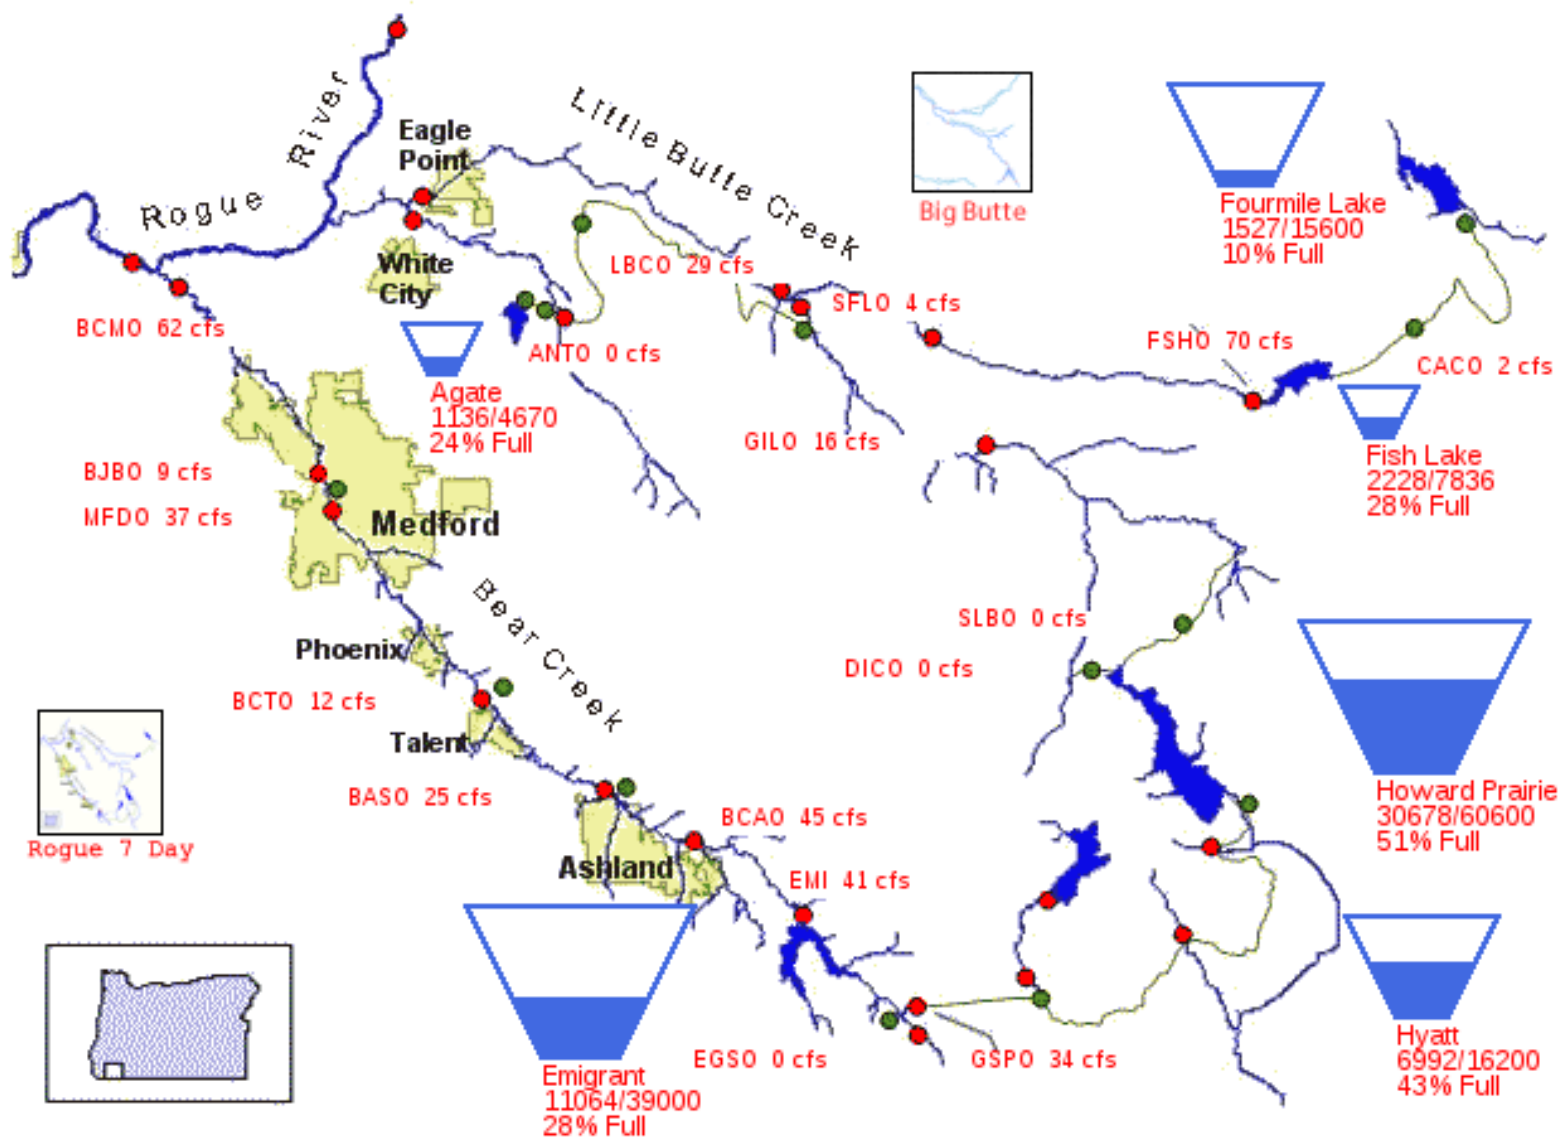 Rogue River
Little Butte Creek
Eagle
Point
Big Butte
Fourmile Lake
1527/15600
10% Full
White
City
LBCO 29 cfs
SFLO 4 cfs
BCMO 62 cfs
ANTO 0 cfs
FSHO 70 cfs
CACO 2 cfs
Agate
1136/4670
24% Full
GILO 16 cfs
Fish Lake
2228/7836
28% Full
BJBO 9 cfs
MFDO 37 cfs
Medford
Bear Creek
Phoenix
SLBO 0 cfs
DICO 0 cfs
BCTO 12 cfs
Talent
Howard Prairie
30678/60600
51% Full
BASO 25 cfs
BCAO 45 cfs
Rogue 7 Day
Ashland
EMI 41 cfs
Hyatt
6992/16200
43% Full
EGSO 0 cfs
GSPO 34 cfs
Emigrant
11064/39000
28% Full